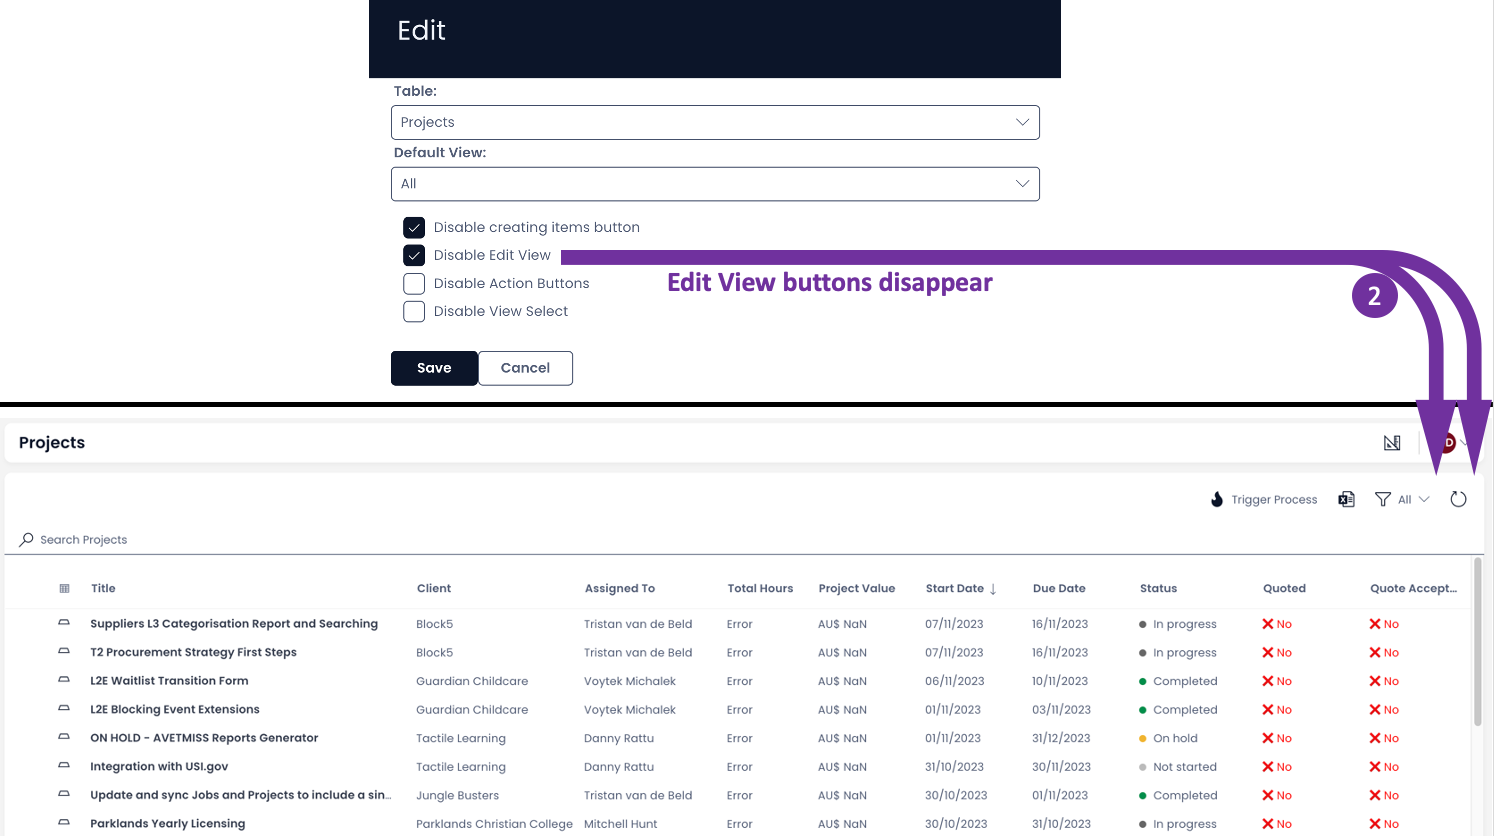 Edit
Table:
Projects
Default View:
All
Disable creating items button
Disable Edit View
Edit View buttons disappear
2
Disable Action Buttons
Disable View Select
Save Cancel
Projects
D
Trigger Process All
Search Projects
Title Client Assigned To Total Hours Project Value Start Date ↓ Due Date Status Quoted Quote Accept...
Suppliers L3 Categorisation Report and Searching Block5 Tristan van de Beld Error AU$ NaN 07/11/2023 16/11/2023 In progress No No
T2 Procurement Strategy First Steps Block5 Tristan van de Beld Error AU$ NaN 07/11/2023 16/11/2023 In progress No No
L2E Waitlist Transition Form Guardian Childcare Voytek Michalek Error AU$ NaN 06/11/2023 10/11/2023 Completed No No
L2E Blocking Event Extensions Guardian Childcare Voytek Michalek Error AU$ NaN 01/11/2023 03/11/2023 Completed No No
ON HOLD - AVETMISS Reports Generator Tactile Learning Danny Rattu Error AU$ NaN 01/11/2023 31/12/2023 On hold No No
Integration with USI.gov Tactile Learning Danny Rattu Error AU$ NaN 31/10/2023 30/11/2023 Not started No No
Update and sync Jobs and Projects to include a sin... Jungle Busters Tristan van de Beld Error AU$ NaN 30/10/2023 01/11/2023 Completed No No
Parklands Yearly Licensing Parklands Christian College Mitchell Hunt Error AU$ NaN 30/10/2023 31/10/2023 In progress No No